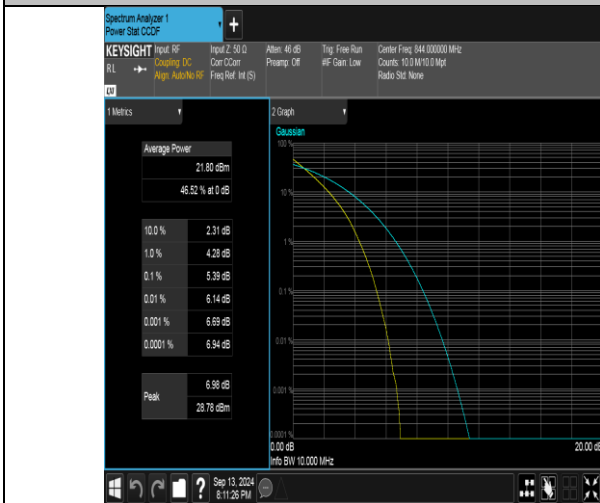 Spectrum Analyzer 1
Power Stat CCDF
+
KEYSIGHT Input: RF Input Z: 50 Ω Atten: 46 dB Trig: Free Run Center Freq: 844.000000 MHz
RL Coupling: DC Corr CCorr Preamp: Off #IF Gain: Low Counts: 10.0 M/10.0 Mpt
Align: Auto/No RF Freq Ref: Int (S) Radio Std: None
LXI
1 Metrics
Average Power
21.80 dBm
46.52 % at 0 dB
10.0 % 2.31 dB
1.0 % 4.28 dB
0.1 % 5.39 dB
0.01 % 6.14 dB
0.001 % 6.69 dB
0.0001 % 6.94 dB
Peak 6.98 dB
28.78 dBm
2 Graph
Gaussian
100 %
10 %
1 %
0.1 %
0.01 %
0.001 %
0.0001 %
0.00 dB 20.00 dB
Info BW 10.000 MHz
? Sep 13, 2024
8:11:26 PM